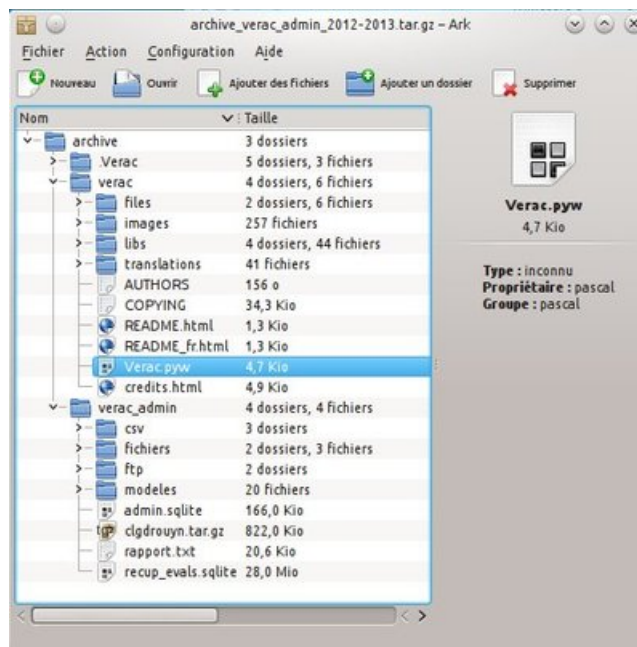 archive_verac_admin_2012-2013.tar.gz – Ark
Fichier Action Configuration Aide
Nouveau Ouvrir Ajouter des fichiers Ajouter un dossier Supprimer
Nom Taille
archive 3 dossiers
.Verac 5 dossiers, 3 fichiers
verac 4 dossiers, 6 fichiers
files 2 dossiers, 6 fichiers
images 257 fichiers
libs 4 dossiers, 44 fichiers
translations 41 fichiers
AUTHORS 156 o
COPYING 34,3 Kio
README.html 1,3 Kio
README_fr.html 1,3 Kio
Verac.pyw 4,7 Kio
credits.html 4,9 Kio
verac_admin 4 dossiers, 4 fichiers
csv 3 dossiers
fichiers 2 dossiers, 3 fichiers
ftp 2 dossiers
modeles 20 fichiers
admin.sqlite 166,0 Kio
clgdrouyn.tar.gz 822,0 Kio
rapport.txt 20,6 Kio
recup_evals.sqlite 28,0 Mio
Verac.pyw
4,7 Kio
Type : inconnu
Propriétaire : pascal
Groupe : pascal